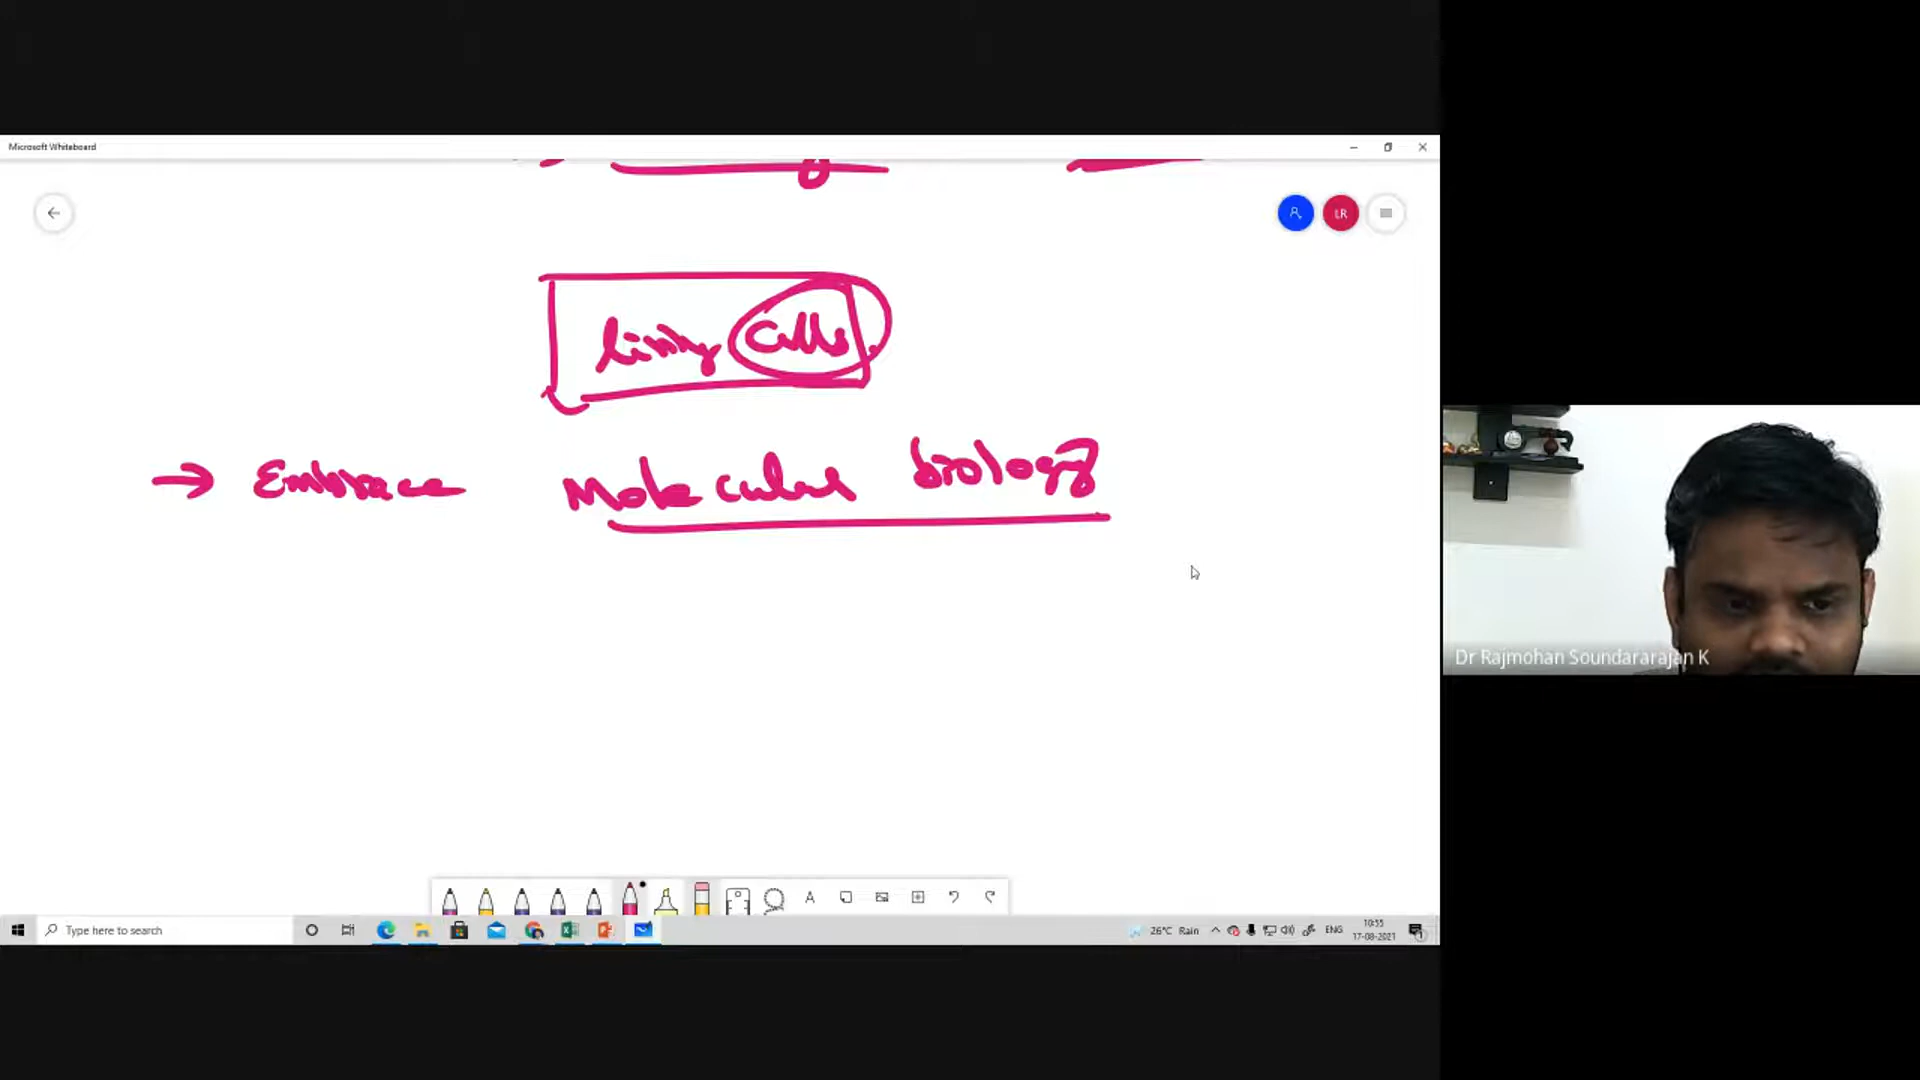 Microsoft Whiteboard
LR
living cells.
→ Embrace Molecular biology
Dr Rajmohan Soundararajan K
A
Type here to search
26°C Rain
ENG
10:55
17-08-2021
1